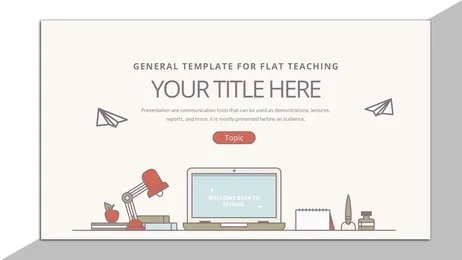 GENERAL TEMPLATE FOR FLAT TEACHING
YOUR TITLE HERE
Presentation are communication tools that can be used as demontrations, lectures,
reports, and more. it is mostly presented before an audience.
Topic
WELCOME BACK TO
SCHOOL